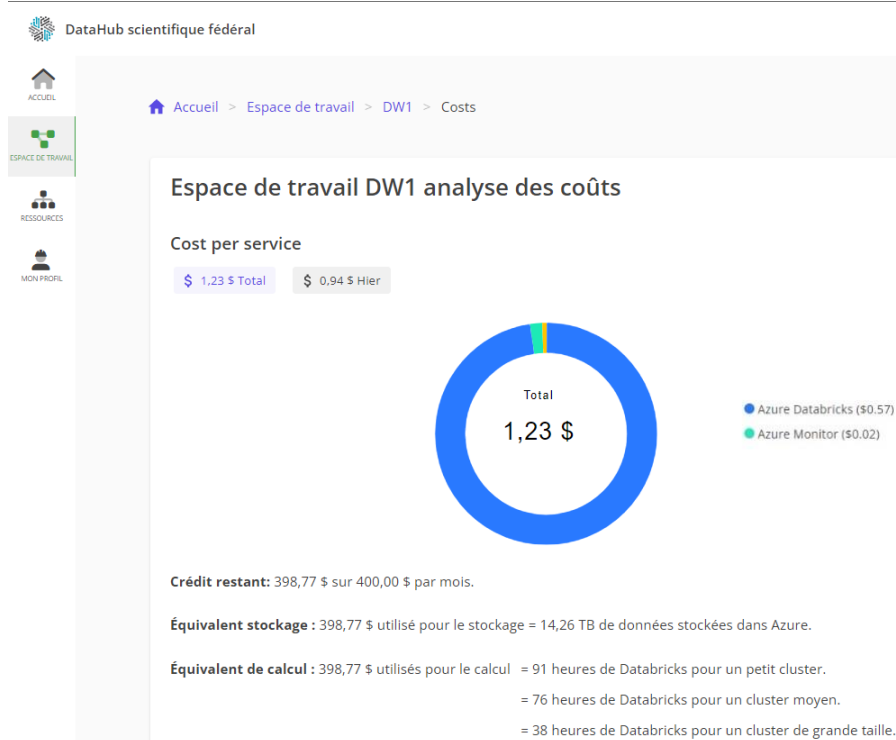 DataHub scientifique fédéral
ACCUEIL
Accueil > Espace de travail > DW1 > Costs
ESPACE DE TRAVAIL
Espace de travail DW1 analyse des coûts
RESSOURCES
Cost per service
MON PROFIL
$ 1,23 $ Total $ 0,94 $ Hier
Total
1,23 $
Azure Databricks ($0.57)
Azure Monitor ($0.02)
Crédit restant: 398,77 $ sur 400,00 $ par mois.
Équivalent stockage : 398,77 $ utilisé pour le stockage = 14,26 TB de données stockées dans Azure.
Équivalent de calcul : 398,77 $ utilisés pour le calcul = 91 heures de Databricks pour un petit cluster.
= 76 heures de Databricks pour un cluster moyen.
= 38 heures de Databricks pour un cluster de grande taille.